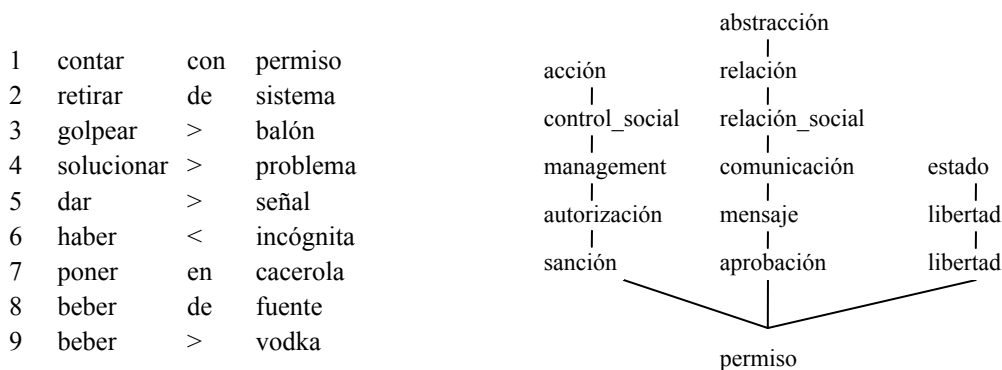 1 contar con permiso
2 retirar de sistema
3 golpear > balón
4 solucionar > problema
5 dar > señal
6 haber < incógnita
7 poner en cacerola
8 beber de fuente
9 beber > vodka
abstracción
acción relación
control_social relación_social
management comunicación estado
autorización mensaje libertad
sanción aprobación libertad
permiso